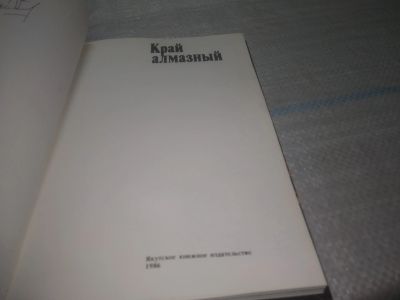 Край
алмазный
Якутское книжное издательство
1986